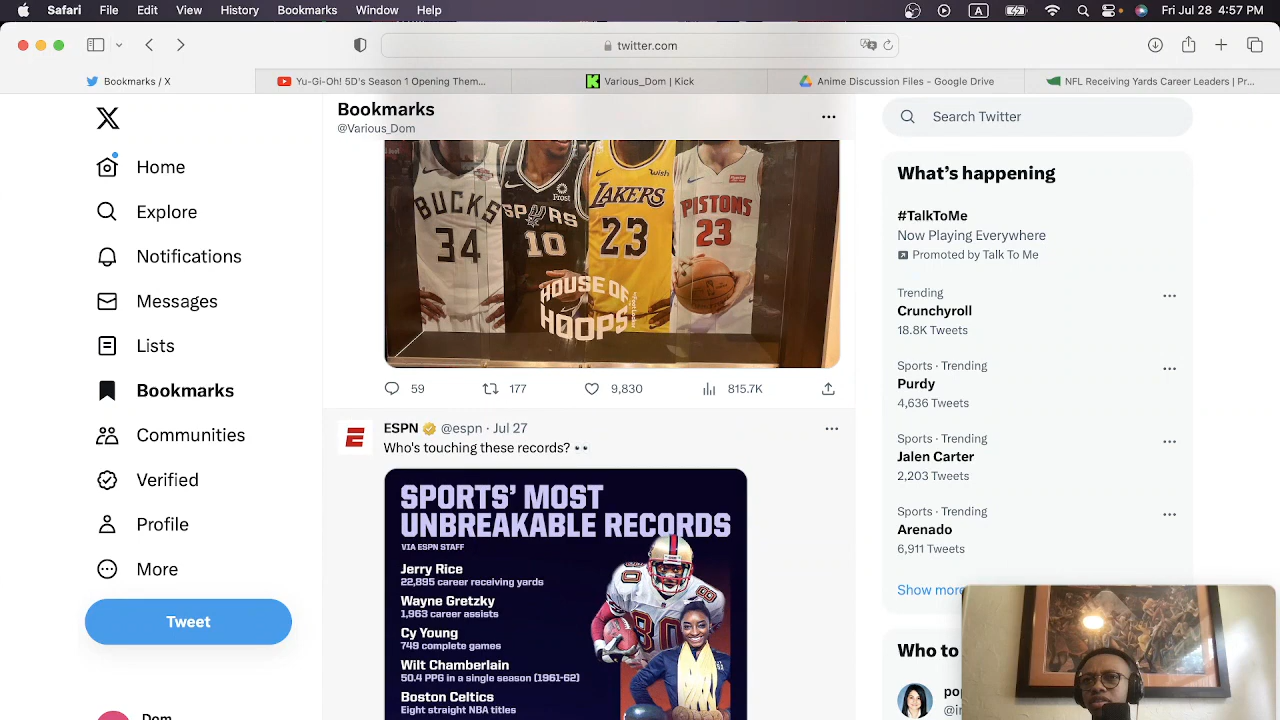 Safari File Edit View History Bookmarks Window Help
A
Fri Jul 28 4:57 PM
twitter.com
Bookmarks / X
Yu-Gi-Oh! 5D's Season 1 Opening Them...
Various_Dom | Kick
Anime Discussion Files - Google Drive
NFL Receiving Yards Career Leaders | Pr...
Home
Explore
Notifications
Messages
Lists
Bookmarks
Communities
Verified
Profile
More
Tweet
Dom
Bookmarks
@Various_Dom
BUCKS
34
SPURS
10
Frost
wish
LAKERS
23
PISTONS
23
HOUSE OF
HOOPS
59 177 9,830 815.7K
ESPN @espn · Jul 27
Who's touching these records? 👀
SPORTS' MOST
UNBREAKABLE RECORDS
VIA ESPN STAFF
Jerry Rice
22,895 career receiving yards
Wayne Gretzky
1,963 career assists
Cy Young
749 complete games
Wilt Chamberlain
50.4 PPG in a single season (1961-62)
Boston Celtics
Eight straight NBA titles
80
Search Twitter
What's happening
#TalkToMe
Now Playing Everywhere
Promoted by Talk To Me
Trending
Crunchyroll
18.8K Tweets
Sports · Trending
Purdy
4,636 Tweets
Sports · Trending
Jalen Carter
2,203 Tweets
Sports · Trending
Arenado
6,911 Tweets
Show more
Who to